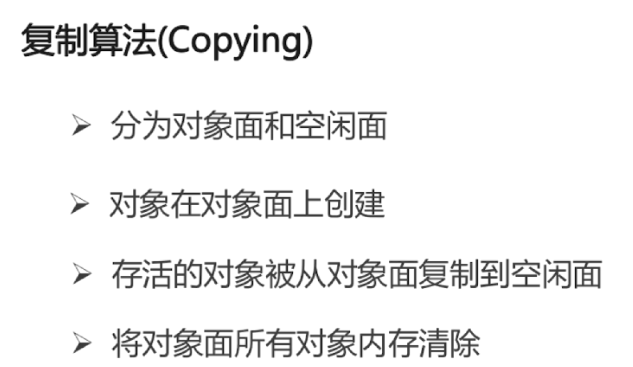 复制算法(Copying)
➢ 分为对象面和空闲面
➢ 对象在对象面上创建
➢ 存活的对象被从对象面复制到空闲面
➢ 将对象面所有对象内存清除